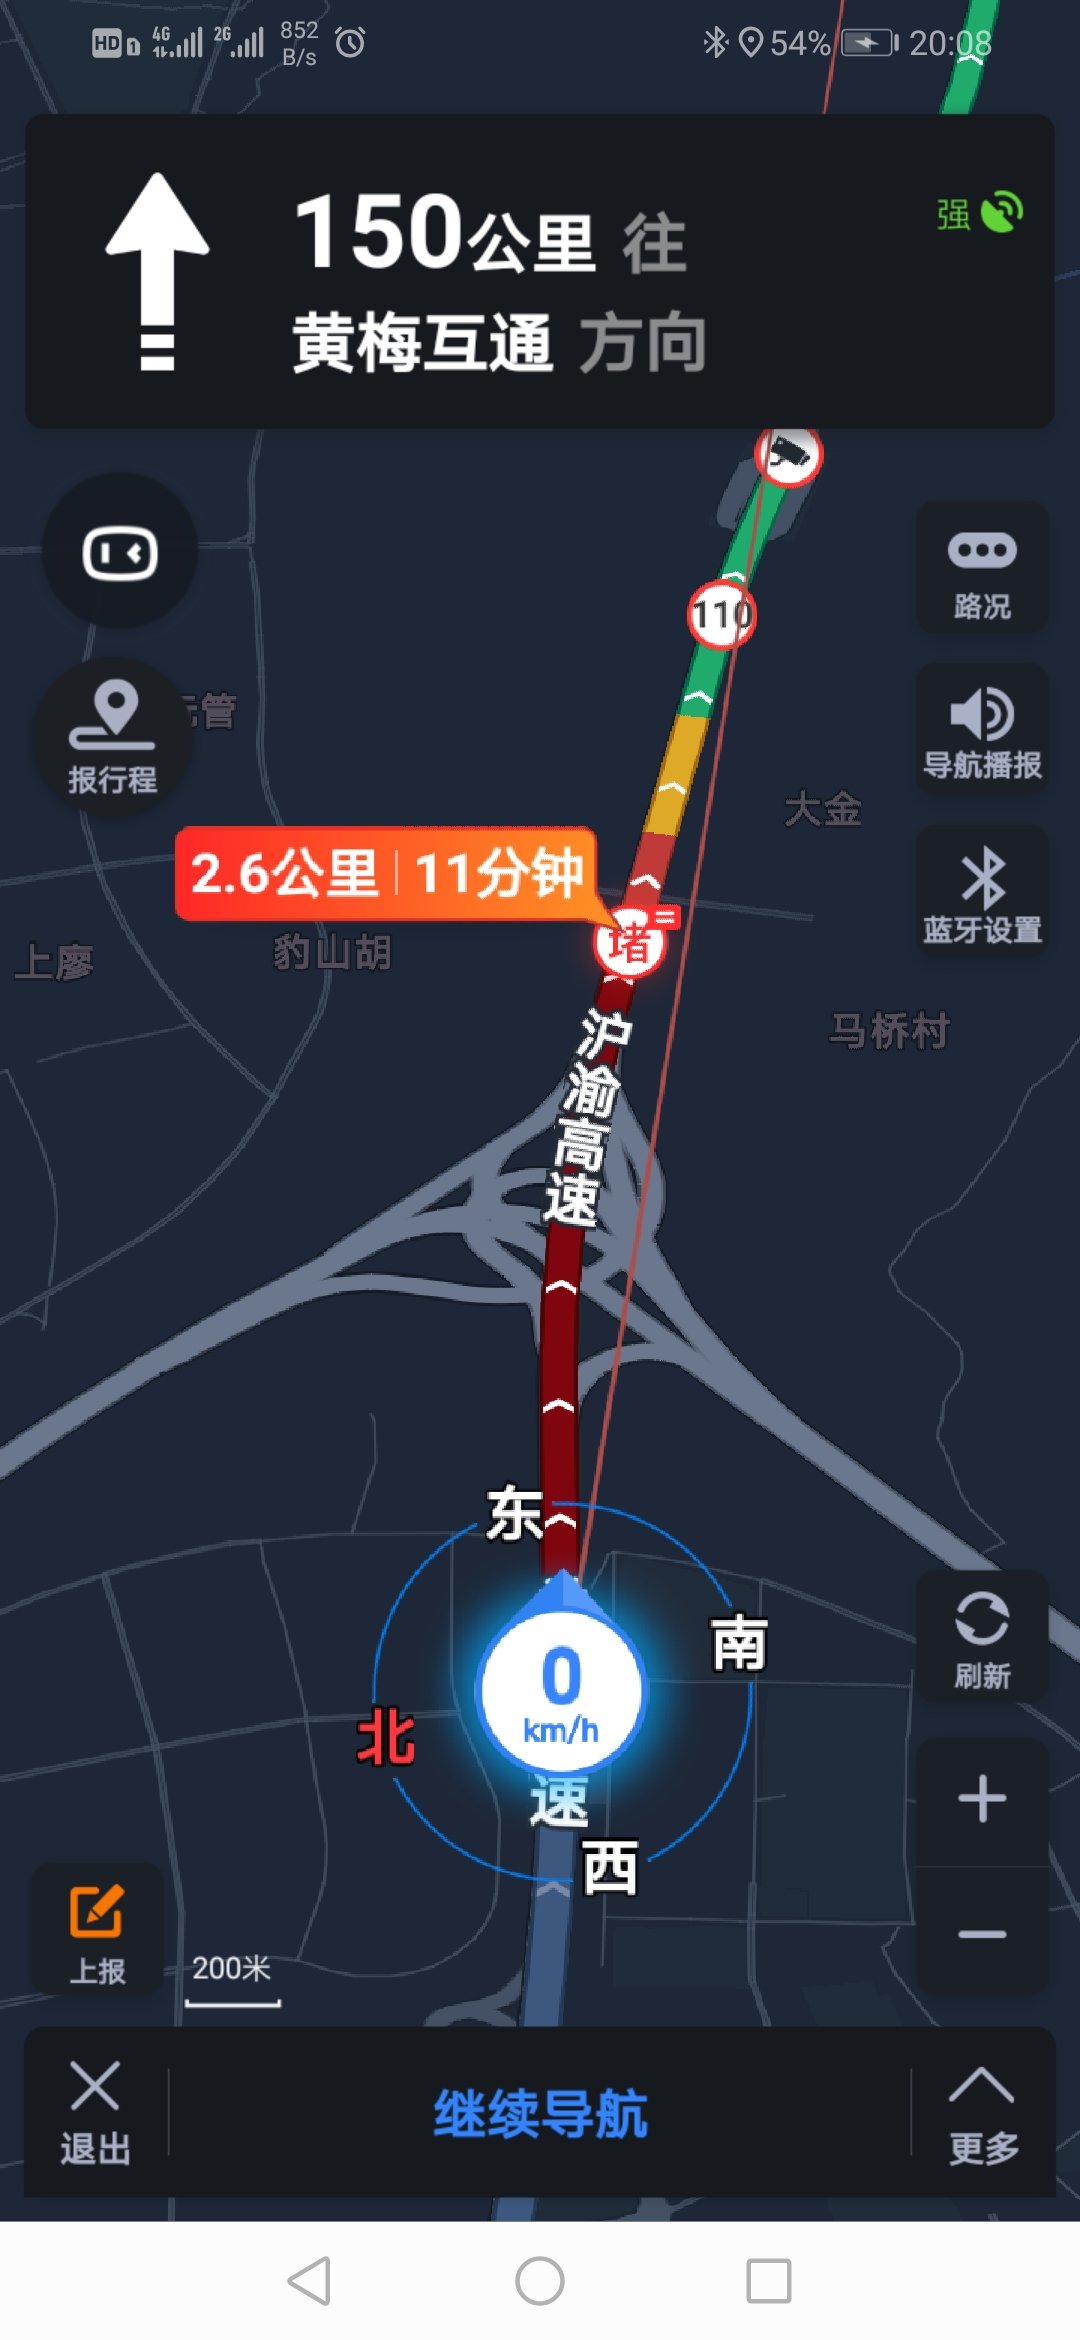 HD 1 4G 2G 852 B/s 54% 20:08
150公里 往
强
黄梅互通 方向
110
路况
导航播报
报行程
大金
2.6公里 11分钟
堵
蓝牙设置
上廖
豹山胡
马桥村
沪渝高速
东
南
0
km/h
北
刷新
速
西
上报
200米
退出
继续导航
更多